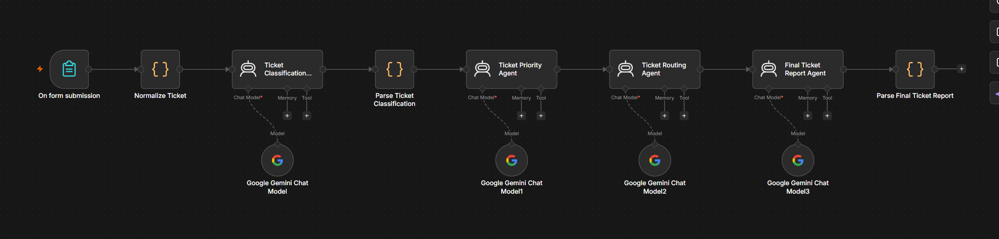 Ticket
Classification...
Ticket Priority
Agent
Ticket Routing
Agent
Final Ticket
Report Agent
On form submission
Normalize Ticket
Chat Model*
Memory
Tool
Parse Ticket
Classification
Chat Model*
Memory
Tool
Chat Model*
Memory
Tool
Chat Model*
Memory
Tool
Parse Final Ticket Report
Model
Model
Model
Model
Google Gemini Chat
Model
Google Gemini Chat
Model1
Google Gemini Chat
Model2
Google Gemini Chat
Model3